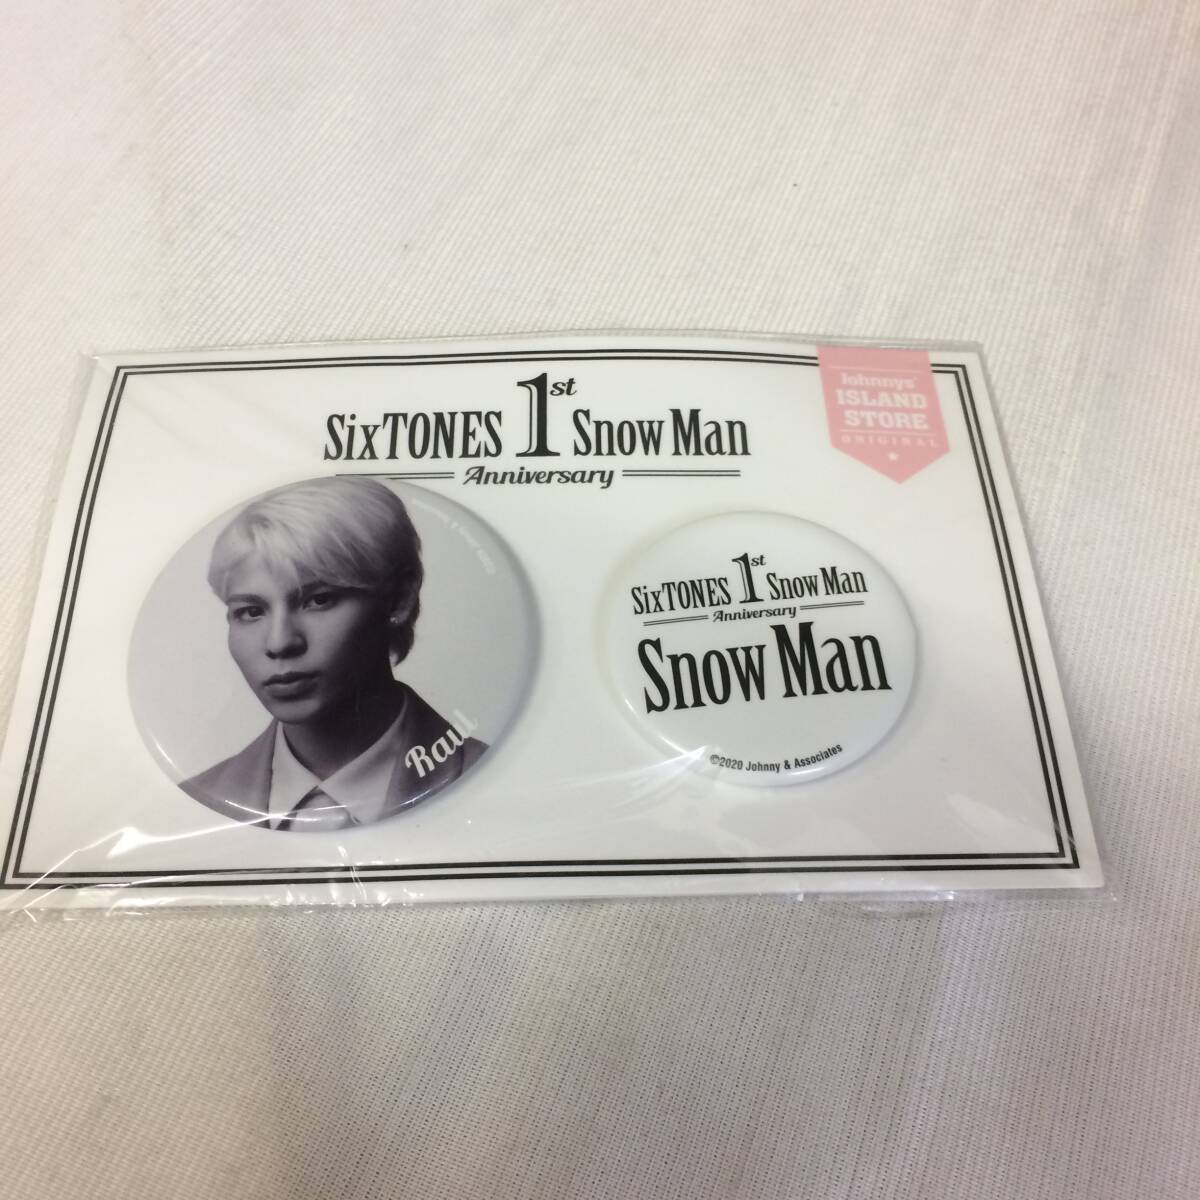 SixTONES 1st Snow Man
Anniversary
Johnnys'
ISLAND
STORE
ORIGINAL
Raul
SixTONES 1st Snow Man
Anniversary
Snow Man
©2020 Johnny & Associates